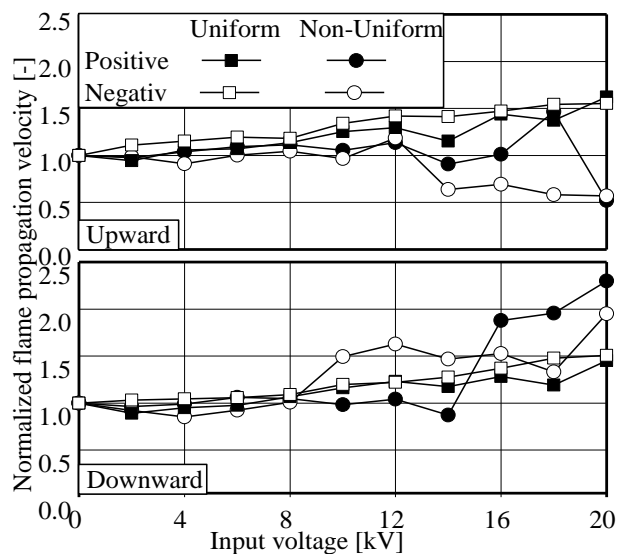 2.5
Uniform Non-Uniform
2.0
Positive
Negativ
1.5
1.0
0.5
Upward
0.0
2.5
2.0
1.5
1.0
0.5
Downward
0.0
0 4 8 12 16 20
Input voltage [kV]
Normalized flame propagation velocity [-]